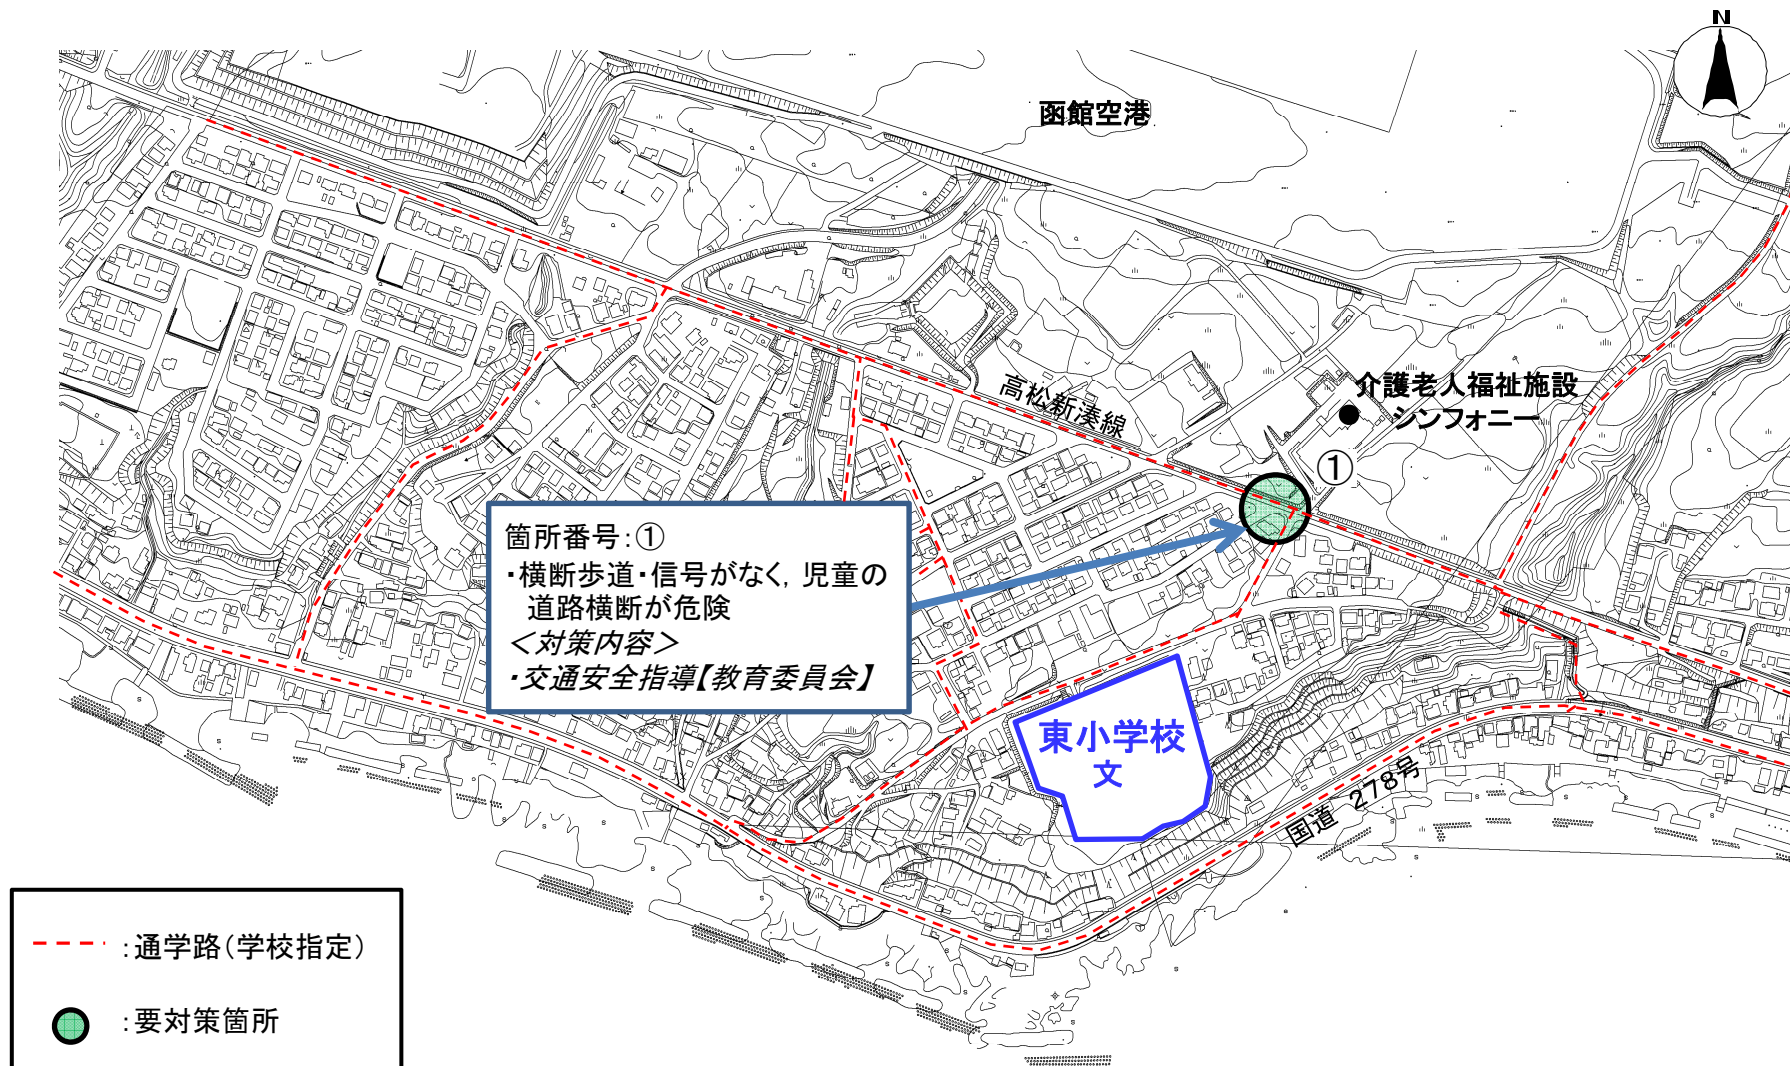 N
函館空港
高松新湊線
介護老人福祉施設
シンフォニー
①
箇所番号:①
・横断歩道・信号がなく, 児童の
道路横断が危険
＜対策内容＞
・交通安全指導【教育委員会】
東小学校
文
国道 278号
:通学路(学校指定)
:要対策箇所